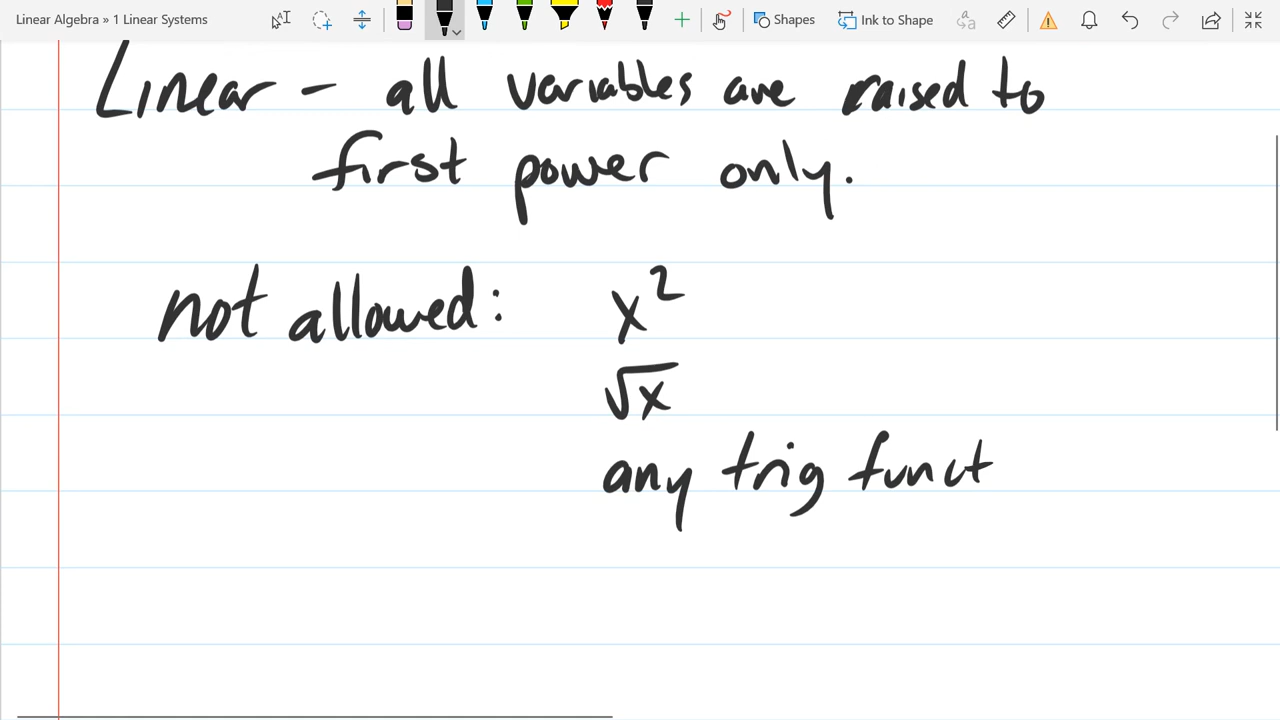 Linear Algebra » 1 Linear Systems
Shapes
Ink to Shape
Linear - all variables are raised to
first power only.
not allowed: x²
√x
any trig funct